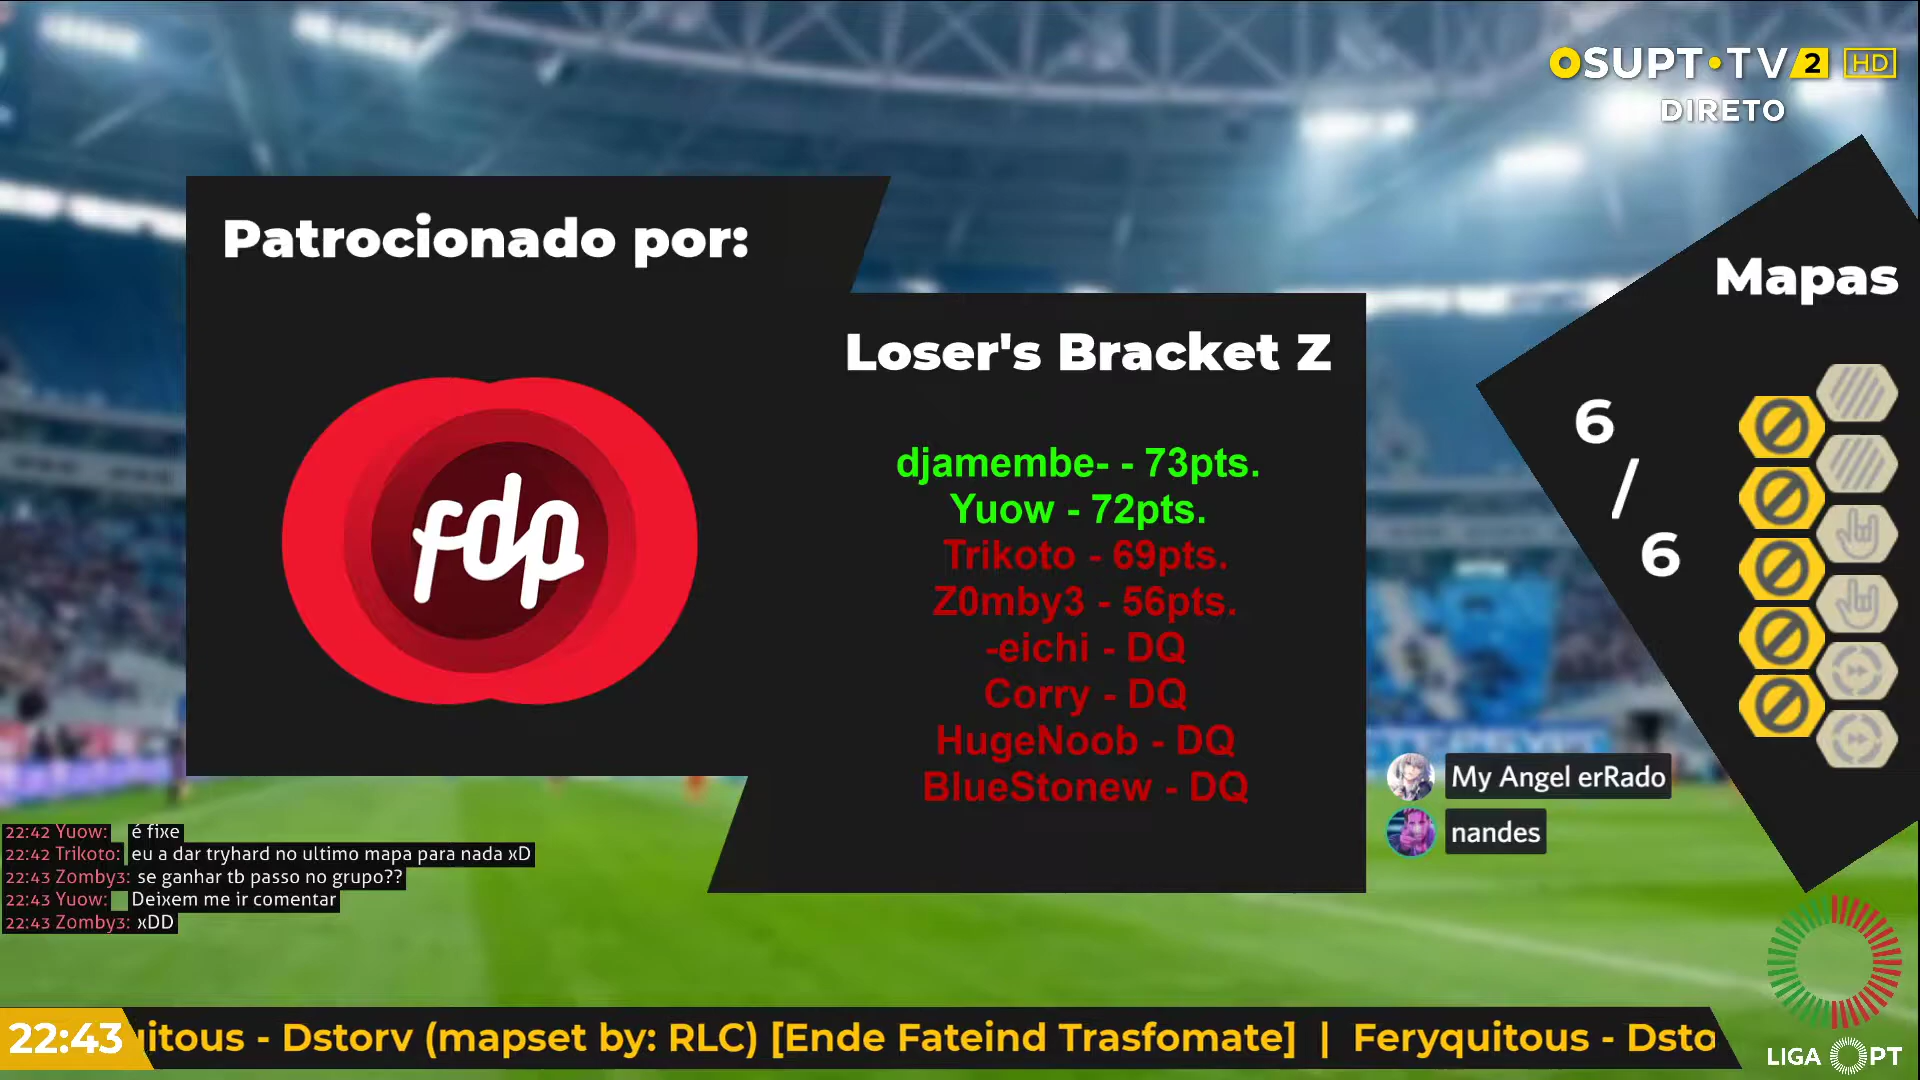 OSUPT•TV 2 HD
DIRETO
Patrocionado por:
fdp
Loser's Bracket Z
djamembe- - 73pts.
Yuow - 72pts.
Trikoto - 69pts.
Z0mby3 - 56pts.
-eichi - DQ
Corry - DQ
HugeNoob - DQ
BlueStonew - DQ
Mapas
6
/
6
My Angel erRado
nandes
22:42 Yuow: é fixe
22:42 Trikoto: eu a dar tryhard no ultimo mapa para nada xD
22:43 Zomby3: se ganhar tb passo no grupo??
22:43 Yuow: Deixem me ir comentar
22:43 Zomby3: xDD
22:43 uitous - Dstorv (mapset by: RLC) [Ende Fateind Trasfomate] | Feryquitous - Dsto
LIGA PT